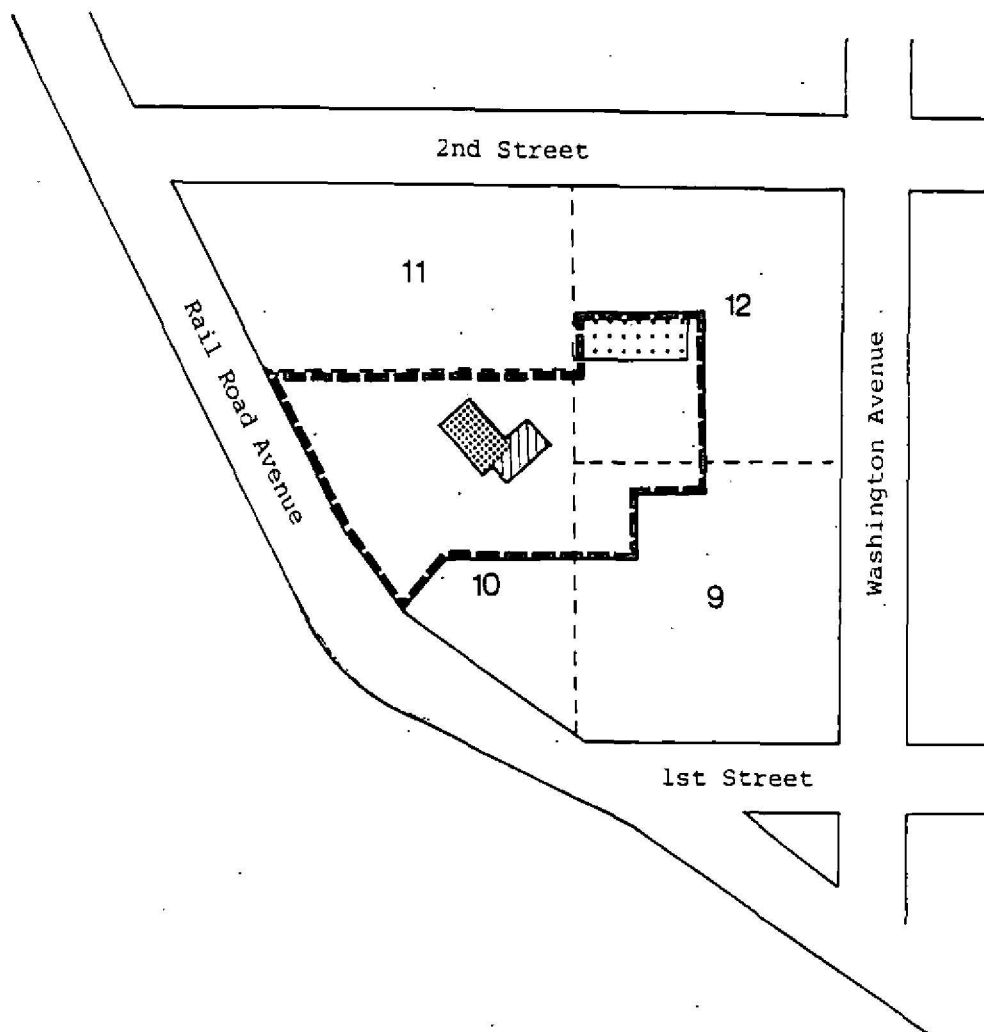 2nd Street
11
12
Rail Road Avenue
Washington Avenue
10
9
1st Street